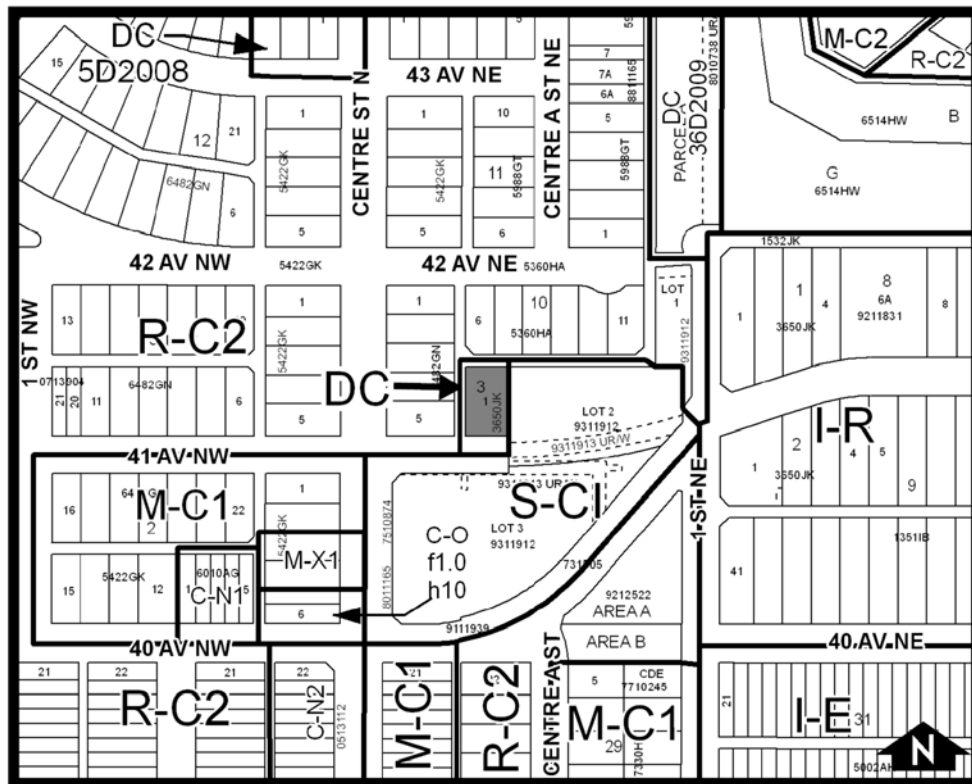 DC
5D2008
15
12
21
6482GN
6
1
5422GK
5
CENTRE ST N
43 AV NE
1
5422GK
5
10
11
5988GT
6
CENTRE A ST NE
5
7
7A
6A
5
8811165
5988GT
1
DC
PARCEL A
36D2009
8010738 UR/
M-C2
R-C2
6514HW
B
G
6514HW
42 AV NW
5422GK
42 AV NE
5360HA
1532JK
1 ST NW
13
R-C2
0713904
21
20
11
6482GN
6
1
5422GK
5
1
5
DC
6
10
5360HA
11
LOT
1
9311912
3
1
3650JK
LOT 2
9311912
9311913 UR/W
1
3650JK
4
8
6A
9211831
8
I-R
1
2
3650JK
4
5
9
41
1351IB
41 AV NW
16
M-C1
22
2
15
5422GK
12
6010AG
C-N1
1
5422GK
M-X-1
6
7510874
8011165
S-CI
LOT 3
9311912
C-O
f1.0
h10
9111939
1 ST NE
9212522
AREA A
AREA B
40 AV NW
40 AV NE
21
22
21
R-C2
22
C-N2
0513112
21
M-C1
R-C2
CENTRE A ST
5
CDE
7710245
M-C1
29
21
I-E
31
N